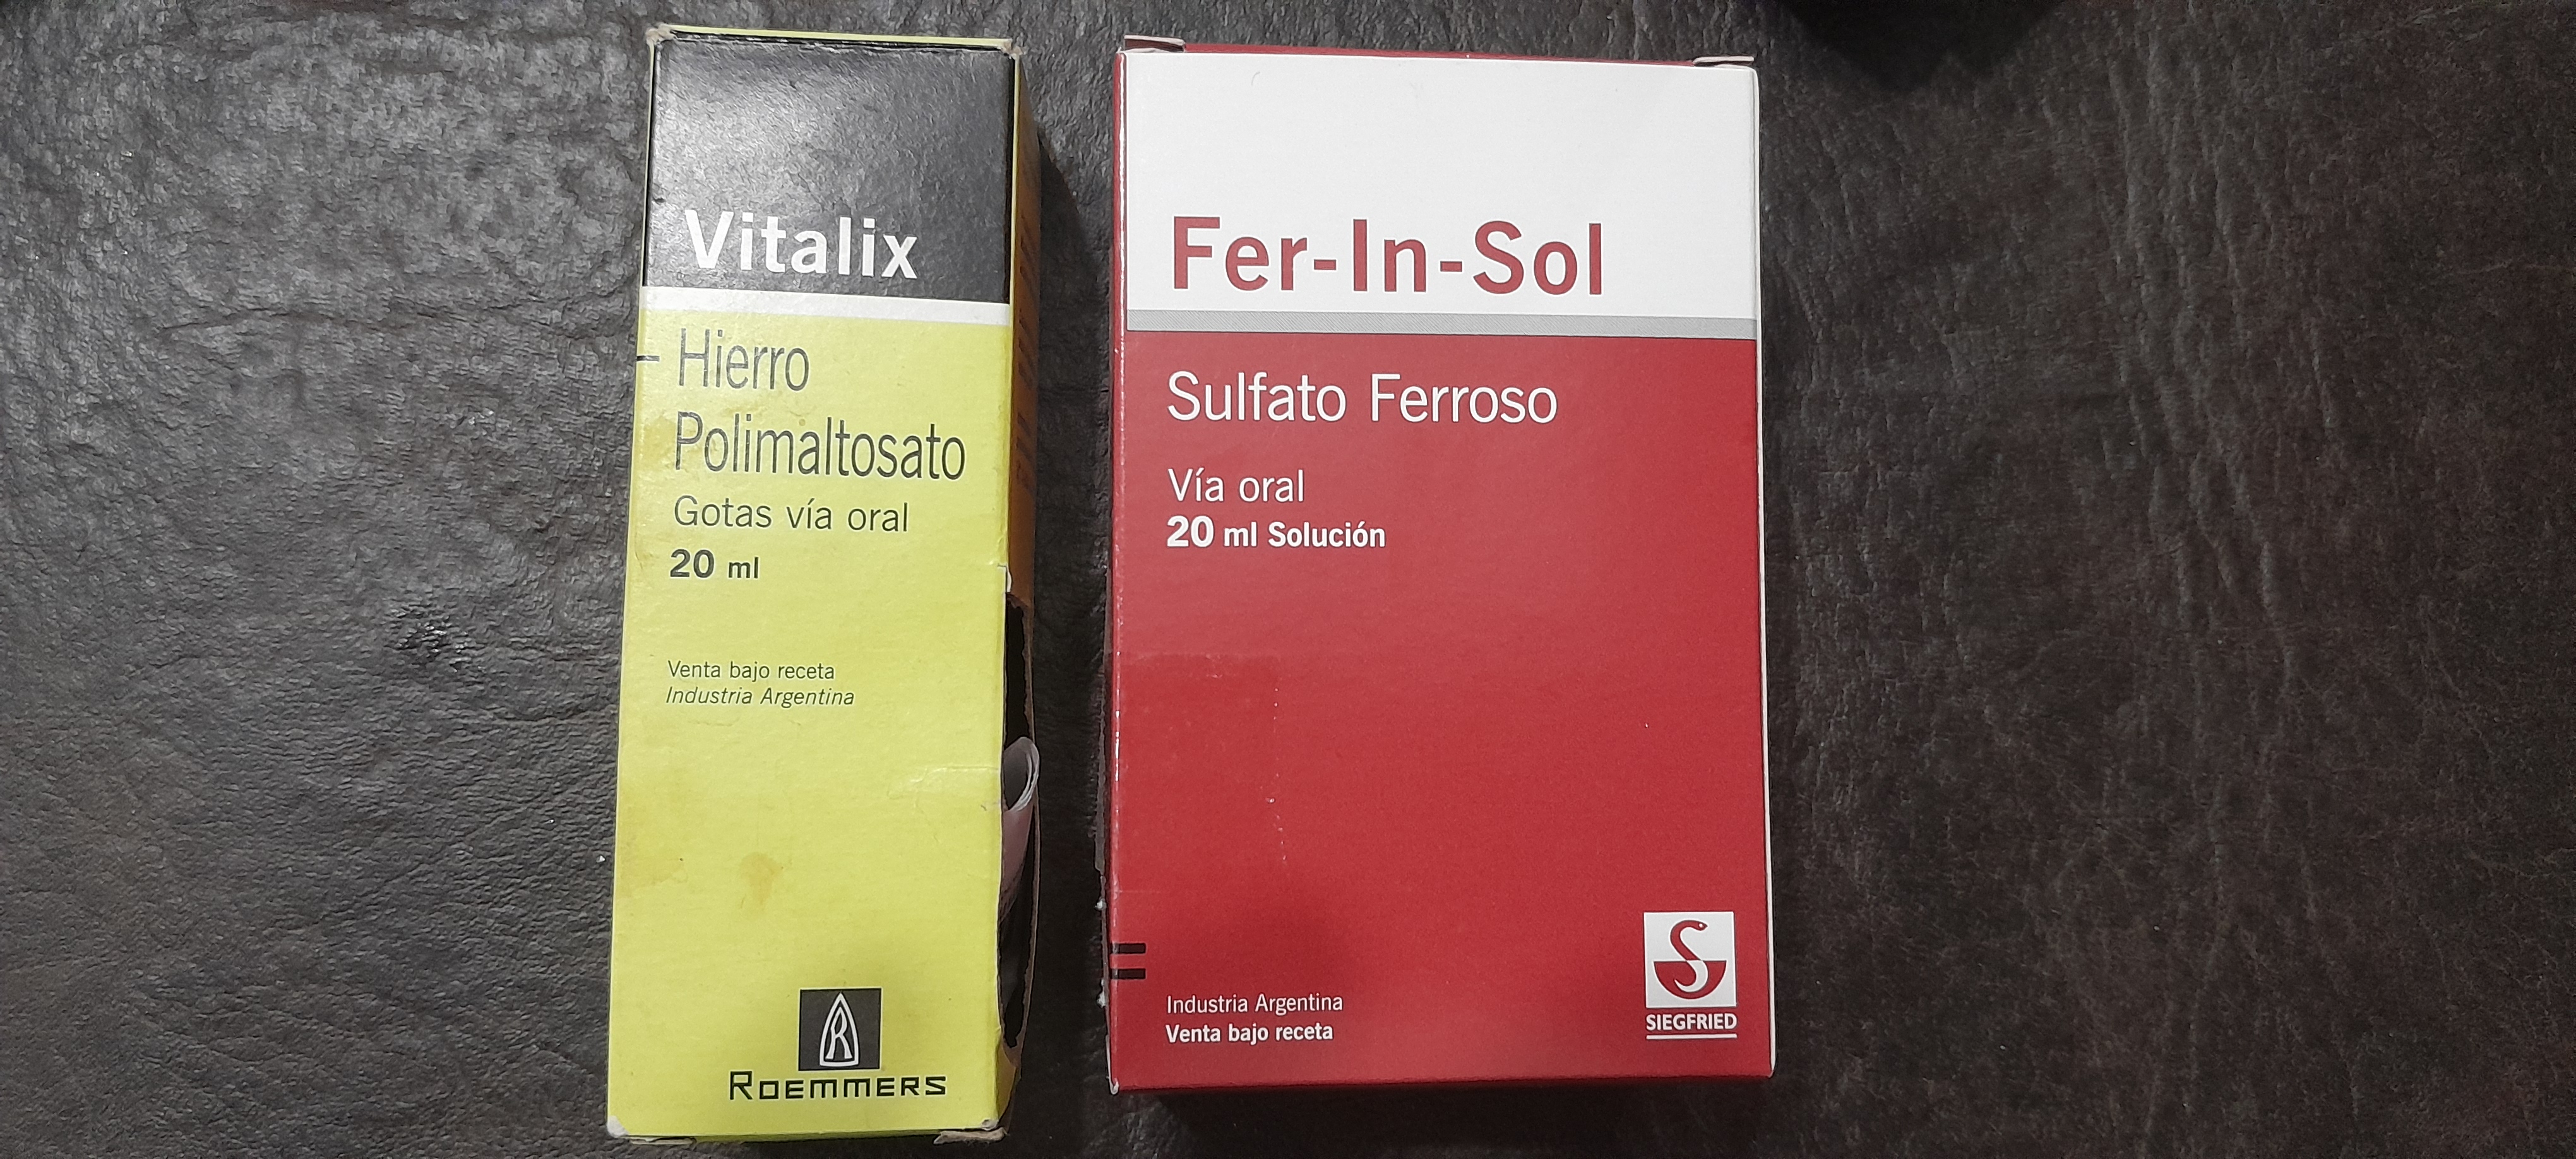 Vitalix
Hierro
Polimaltosato
Gotas vía oral
20 ml
Venta bajo receta
Industria Argentina
R
ROEMMERS
Fer-In-Sol
Sulfato Ferroso
Vía oral
20 ml Solución
Industria Argentina
Venta bajo receta
SIEGFRIED